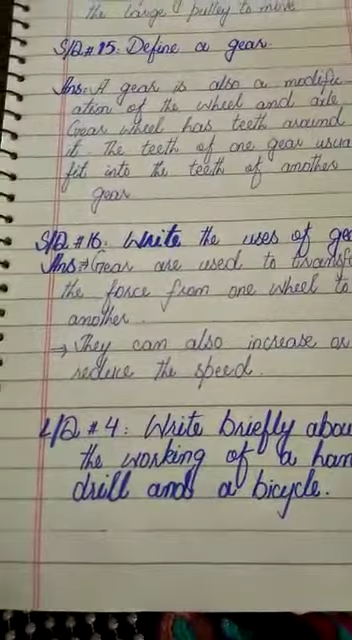 the large pulley to move
S/Q#15: Define a gear.
Ans: A gear is also a modific
ation of the wheel and axle
Gear wheel has teeth around
it. The teeth of one gear usua
fit into the teeth of another
gear
S/Q #16. Write the uses of gea
Ans⇒Gear are used to transfe
the force from one wheel to
another.
→ They can also increase or
reduce the speed.
L/Q # 4: Write briefly abou
the working of a han
drill and a bicycle.